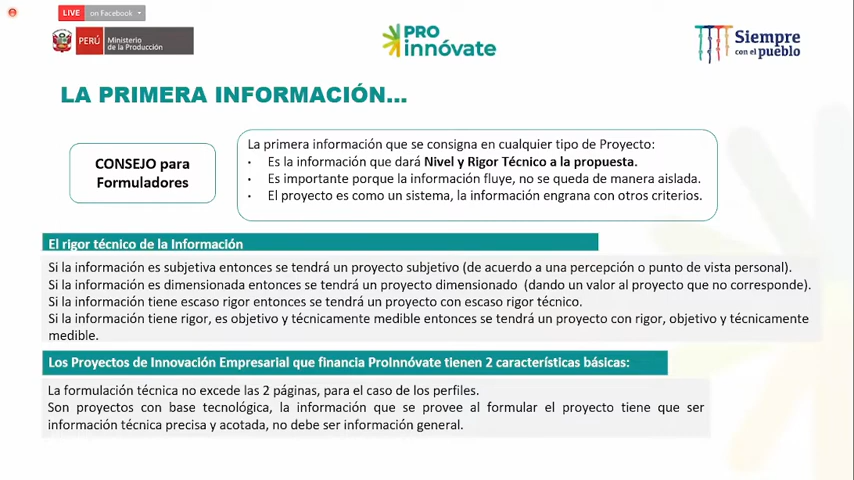 LIVE on Facebook
PERÚ Ministerio de la Producción
PRO innóvate
Siempre con el pueblo
LA PRIMERA INFORMACIÓN...
CONSEJO para
Formuladores
La primera información que se consigna en cualquier tipo de Proyecto:
• Es la información que dará Nivel y Rigor Técnico a la propuesta.
• Es importante porque la información fluye, no se queda de manera aislada.
• El proyecto es como un sistema, la información engrana con otros criterios.
El rigor técnico de la Información
Si la información es subjetiva entonces se tendrá un proyecto subjetivo (de acuerdo a una percepción o punto de vista personal).
Si la información es dimensionada entonces se tendrá un proyecto dimensionado (dando un valor al proyecto que no corresponde).
Si la información tiene escaso rigor entonces se tendrá un proyecto con escaso rigor técnico.
Si la información tiene rigor, es objetivo y técnicamente medible entonces se tendrá un proyecto con rigor, objetivo y técnicamente
medible.
Los Proyectos de Innovación Empresarial que financia ProInnóvate tienen 2 características básicas:
La formulación técnica no excede las 2 páginas, para el caso de los perfiles.
Son proyectos con base tecnológica, la información que se provee al formular el proyecto tiene que ser
información técnica precisa y acotada, no debe ser información general.